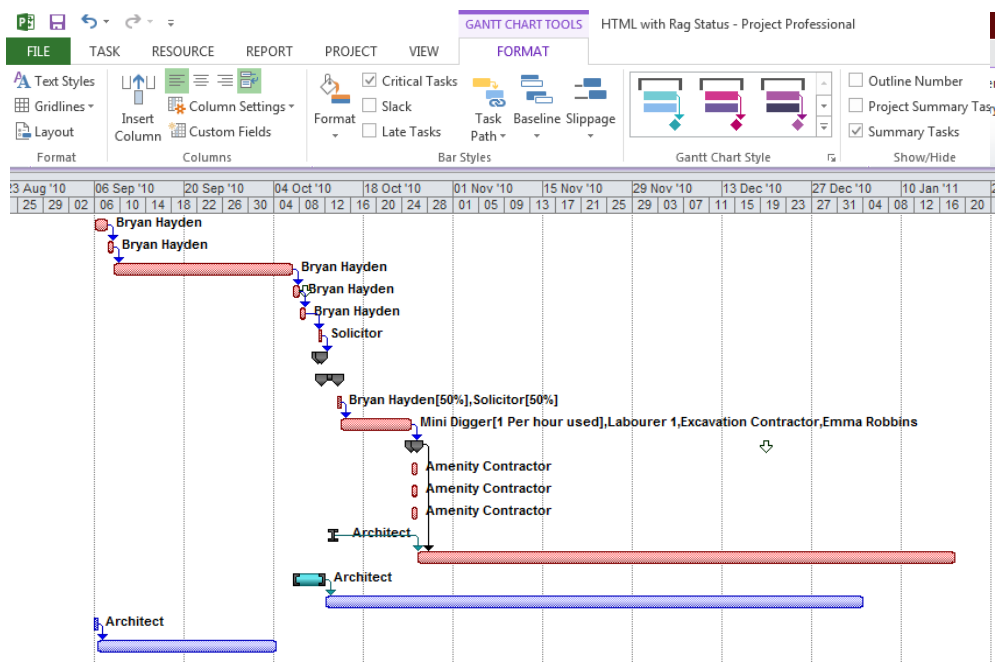 GANTT CHART TOOLS HTML with Rag Status - Project Professional
FILE TASK RESOURCE REPORT PROJECT VIEW FORMAT
Text Styles
Gridlines
Layout
Format
Insert
Column
Column Settings
Custom Fields
Columns
Format
Critical Tasks
Slack
Late Tasks
Task
Path
Baseline
Slippage
Bar Styles
Gantt Chart Style
Outline Number
Project Summary Tas
Summary Tasks
Show/Hide
3 Aug '10 06 Sep '10 20 Sep '10 04 Oct '10 18 Oct '10 01 Nov '10 15 Nov '10 29 Nov '10 13 Dec '10 27 Dec '10 10 Jan '11
25 29 02 06 10 14 18 22 26 30 04 08 12 16 20 24 28 01 05 09 13 17 21 25 29 03 07 11 15 19 23 27 31 04 08 12 16 20
Bryan Hayden
Bryan Hayden
Bryan Hayden
Bryan Hayden
Bryan Hayden
Solicitor
Bryan Hayden[50%],Solicitor[50%]
Mini Digger[1 Per hour used],Labourer 1,Excavation Contractor,Emma Robbins
Amenity Contractor
Amenity Contractor
Amenity Contractor
Architect
Architect
Architect